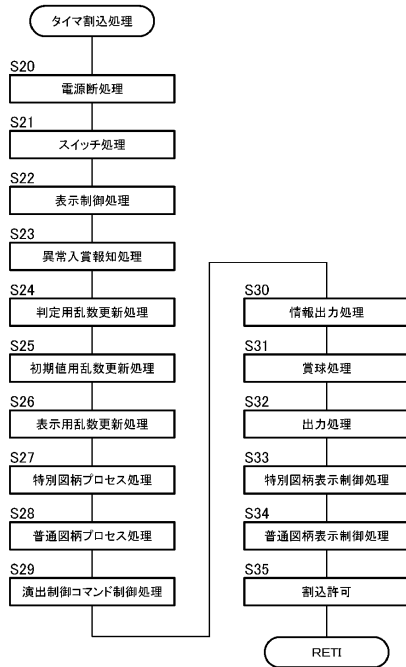 タイマ割込処理
S20
電源断処理
S21
スイッチ処理
S22
表示制御処理
S23
異常入賞報知処理
S24
判定用乱数更新処理
S25
初期値用乱数更新処理
S26
表示用乱数更新処理
S27
特別図柄プロセス処理
S28
普通図柄プロセス処理
S29
演出制御コマンド制御処理
S30
情報出力処理
S31
賞球処理
S32
出力処理
S33
特別図柄表示制御処理
S34
普通図柄表示制御処理
S35
割込許可
RETI